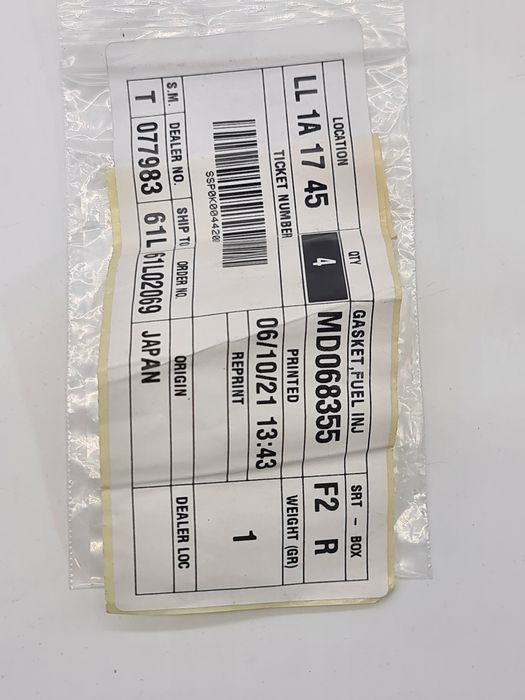 LOCATION QTY GASKET,FUEL INJ SRT - BOX
LL 1A 17 45 4 MD068355 F2 R
TICKET NUMBER PRINTED WEIGHT (GR)
06/10/21 13:43 1
SSP0K004420
REPRINT
S.M. DEALER NO. SHIP TO ORDER NO. ORIGIN DEALER LOC
T 077983 61L 61L02069 JAPAN